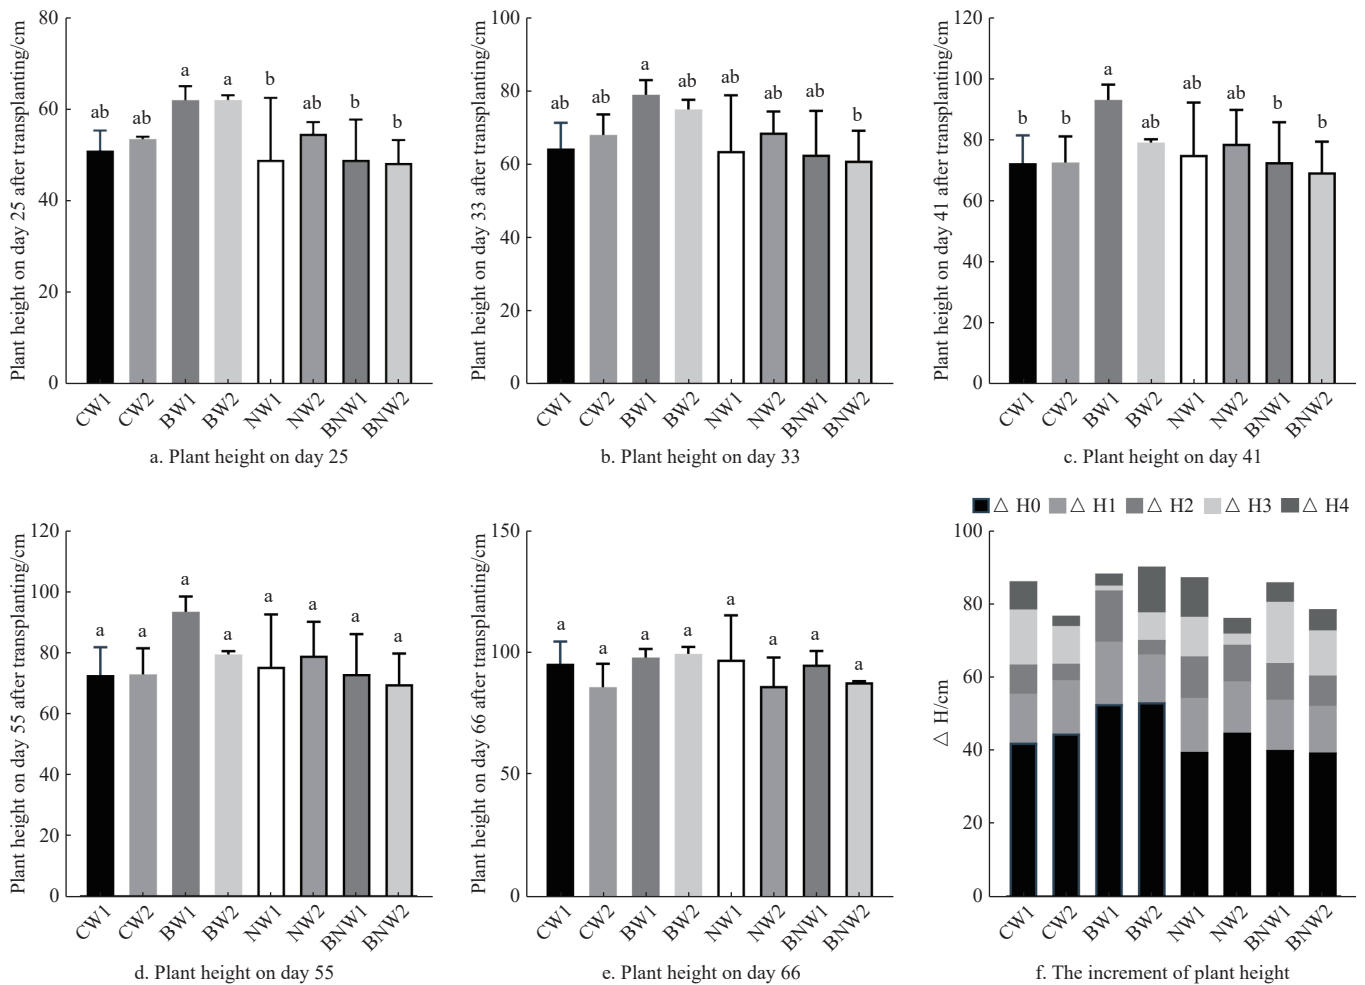 Plant height on day 25 after transplanting/cm
80
60
40
20
0
ab
ab
a
a
b
ab
b
b
CW1
CW2
BW1
BW2
NW1
NW2
BNW1
BNW2
a. Plant height on day 25
Plant height on day 33 after transplanting/cm
100
80
60
40
20
0
ab
ab
a
ab
ab
ab
ab
b
CW1
CW2
BW1
BW2
NW1
NW2
BNW1
BNW2
b. Plant height on day 33
Plant height on day 41 after transplanting/cm
120
100
80
60
40
20
0
b
b
a
ab
ab
ab
b
b
CW1
CW2
BW1
BW2
NW1
NW2
BNW1
BNW2
c. Plant height on day 41
Plant height on day 55 after transplanting/cm
120
100
80
60
40
20
0
a
a
a
a
a
a
a
a
CW1
CW2
BW1
BW2
NW1
NW2
BNW1
BNW2
d. Plant height on day 55
Plant height on day 66 after transplanting/cm
150
100
50
0
a
a
a
a
a
a
a
a
CW1
CW2
BW1
BW2
NW1
NW2
BNW1
BNW2
e. Plant height on day 66
△ H0 △ H1 △ H2 △ H3 △ H4
△ H/cm
100
80
60
40
20
0
CW1
CW2
BW1
BW2
NW1
NW2
BNW1
BNW2
f. The increment of plant height